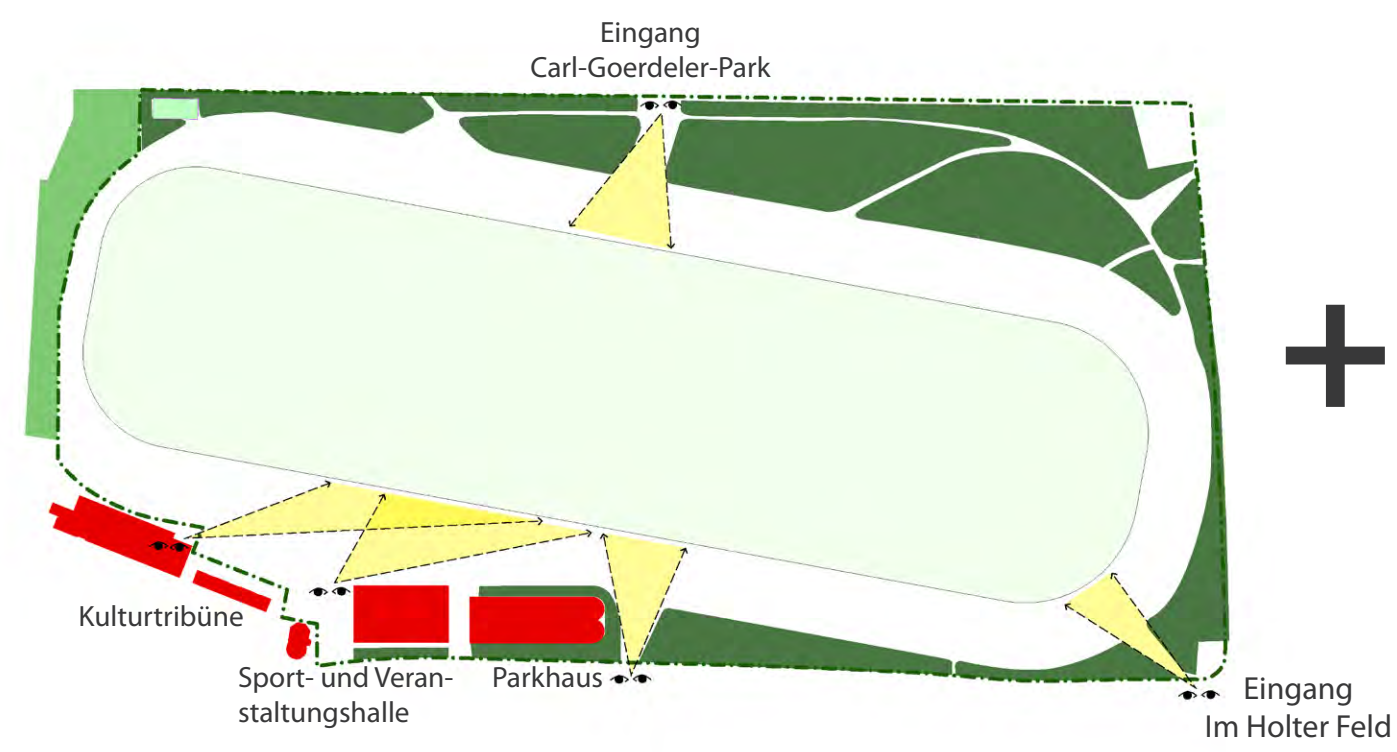 Eingang
Carl-Goerdeler-Park
Kulturtribüne
Sport- und Veran-
staltungshalle
Parkhaus
Eingang
Im Holter Feld